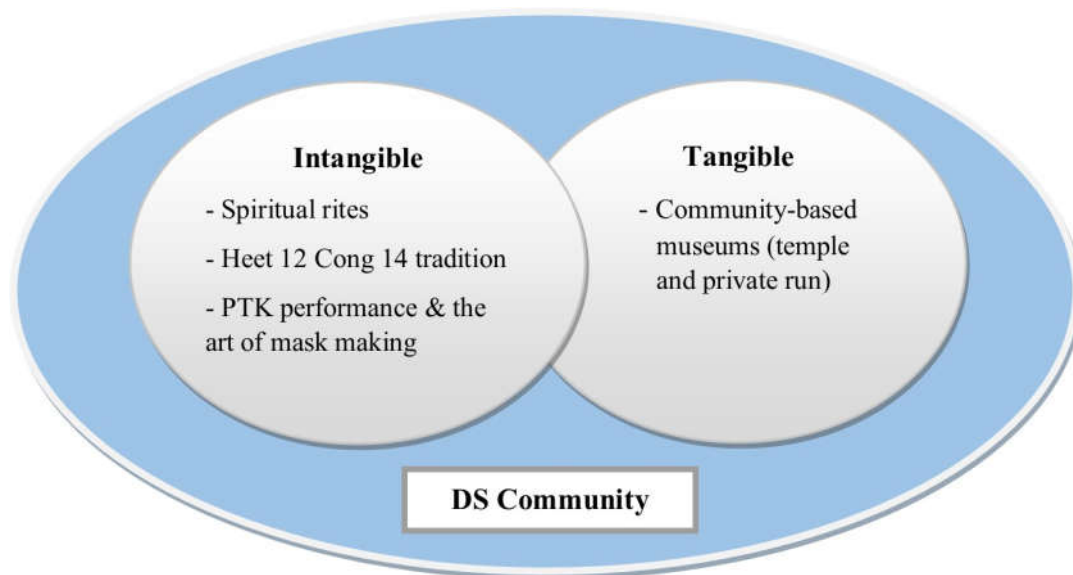 Intangible
- Spiritual rites
- Heet 12 Cong 14 tradition
- PTK performance & the
art of mask making
Tangible
- Community-based
museums (temple
and private run)
DS Community